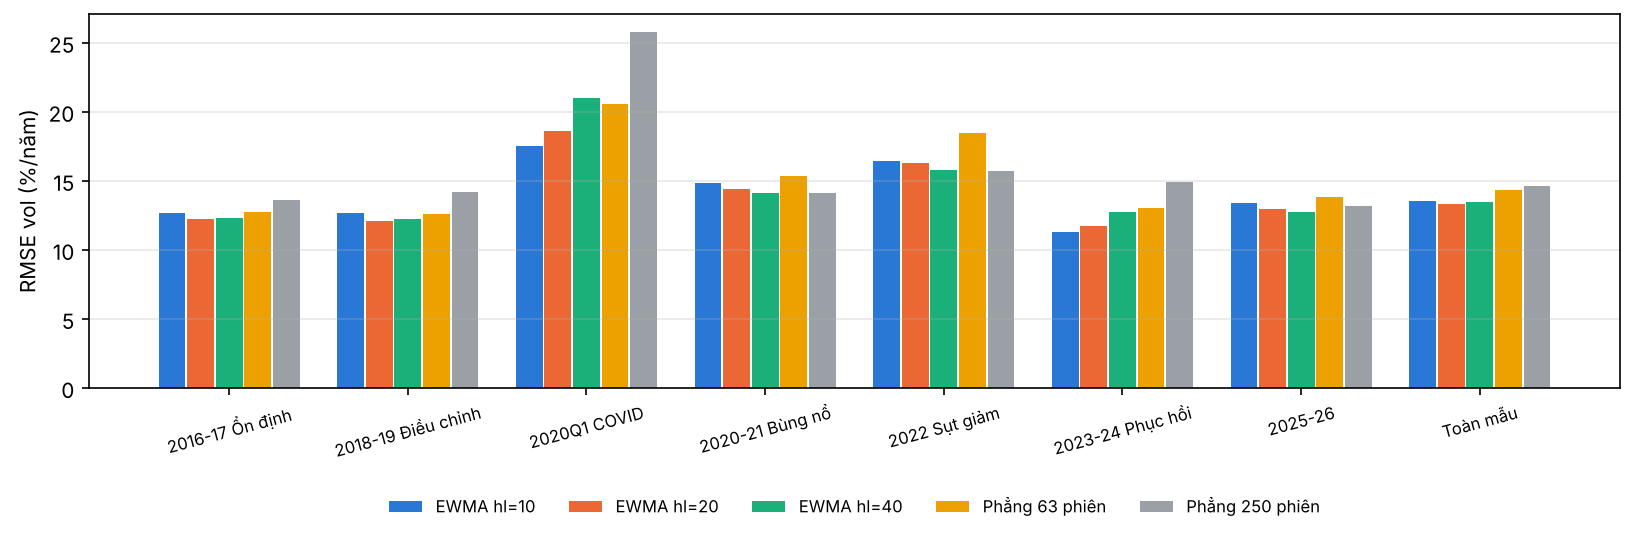 RMSE vol (%/năm)
25
20
15
10
5
0
2016-17 Ổn định
2018-19 Điều chỉnh
2020Q1 COVID
2020-21 Bùng nổ
2022 Sụt giảm
2023-24 Phục hồi
2025-26
Toàn mẫu
EWMA hl=10
EWMA hl=20
EWMA hl=40
Phẳng 63 phiên
Phẳng 250 phiên